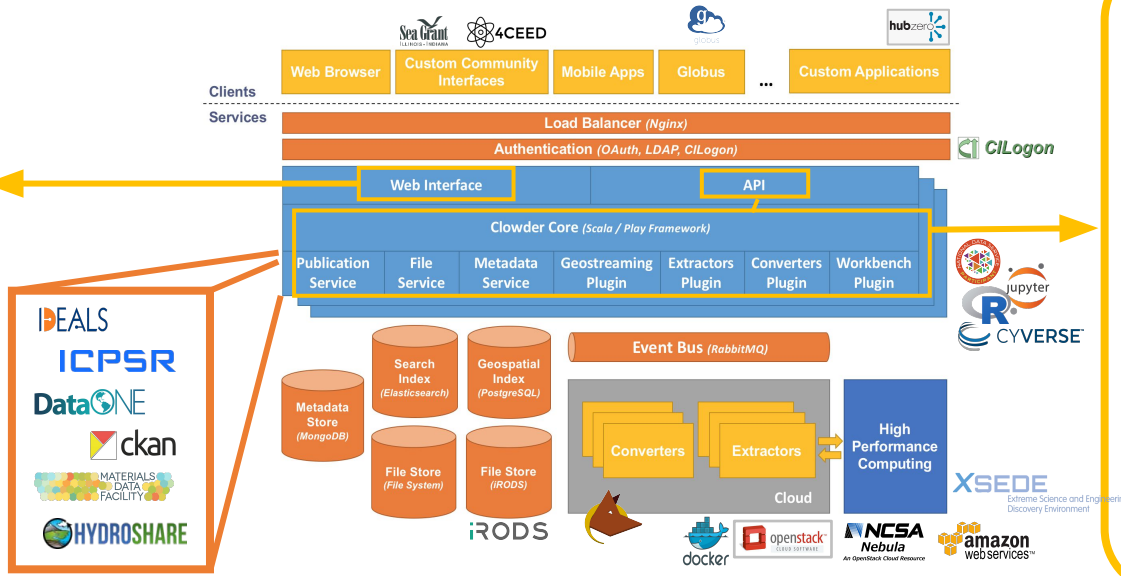 Sea Grant
ILLINOIS-INDIANA
4CEED
g
globus
hubzero
Web Browser
Custom Community
Interfaces
Mobile Apps
Globus
...
Custom Applications
Clients
Services
Load Balancer (Nginx)
Authentication (OAuth, LDAP, CILogon)
CILogon
Web Interface
API
Clowder Core (Scala / Play Framework)
Publication
Service
File
Service
Metadata
Service
Geostreaming
Plugin
Extractors
Plugin
Converters
Plugin
Workbench
Plugin
jupyter
R
CYVERSE™
IDEALS
ICPSR
DataONE
ckan
MATERIALS
DATA
FACILITY
HYDROSHARE
Metadata
Store
(MongoDB)
Search
Index
(Elasticsearch)
Geospatial
Index
(PostgreSQL)
File Store
(File System)
File Store
(iRODS)
iRODS
Event Bus (RabbitMQ)
Converters
Extractors
Cloud
High
Performance
Computing
XSEDE
Extreme Science and Engineering
Discovery Environment
docker
openstack™
CLOUD SOFTWARE
NCSA
Nebula
An OpenStack Cloud Resource
amazon
web services™